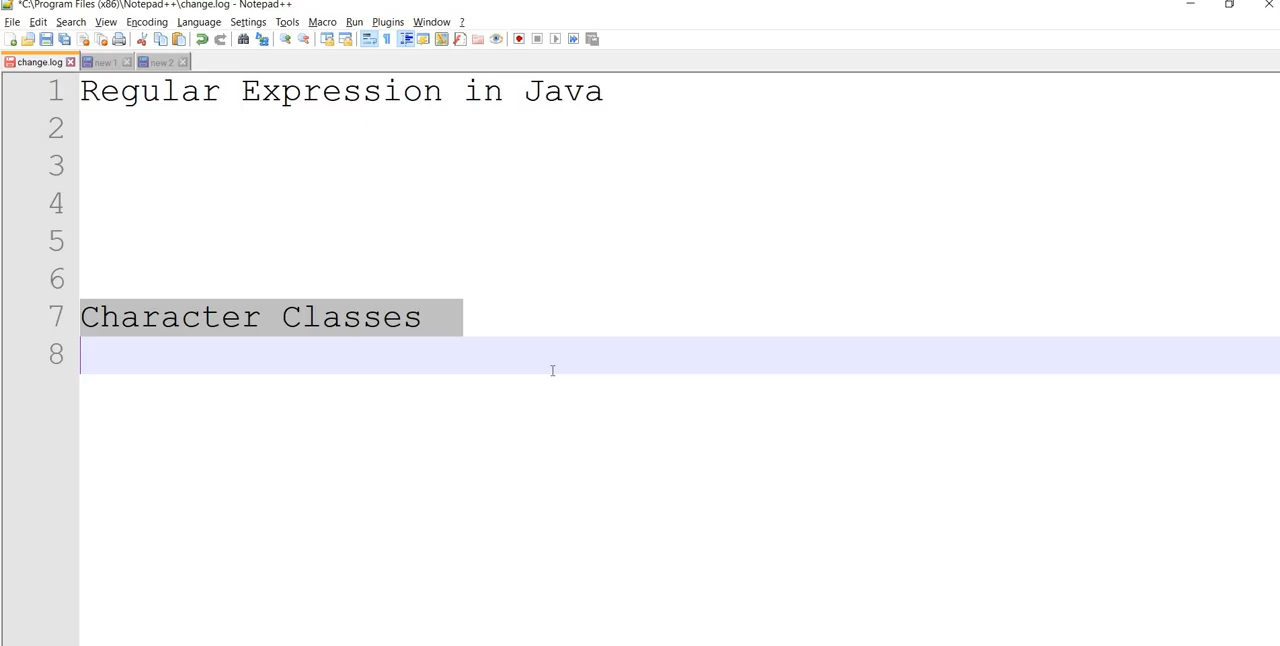 *C:\Program Files (x86)\Notepad++\change.log - Notepad++
File Edit Search View Encoding Language Settings Tools Macro Run Plugins Window ?
change.log new 1 new 2
1 Regular Expression in Java
2
3
4
5
6
7 Character Classes
8